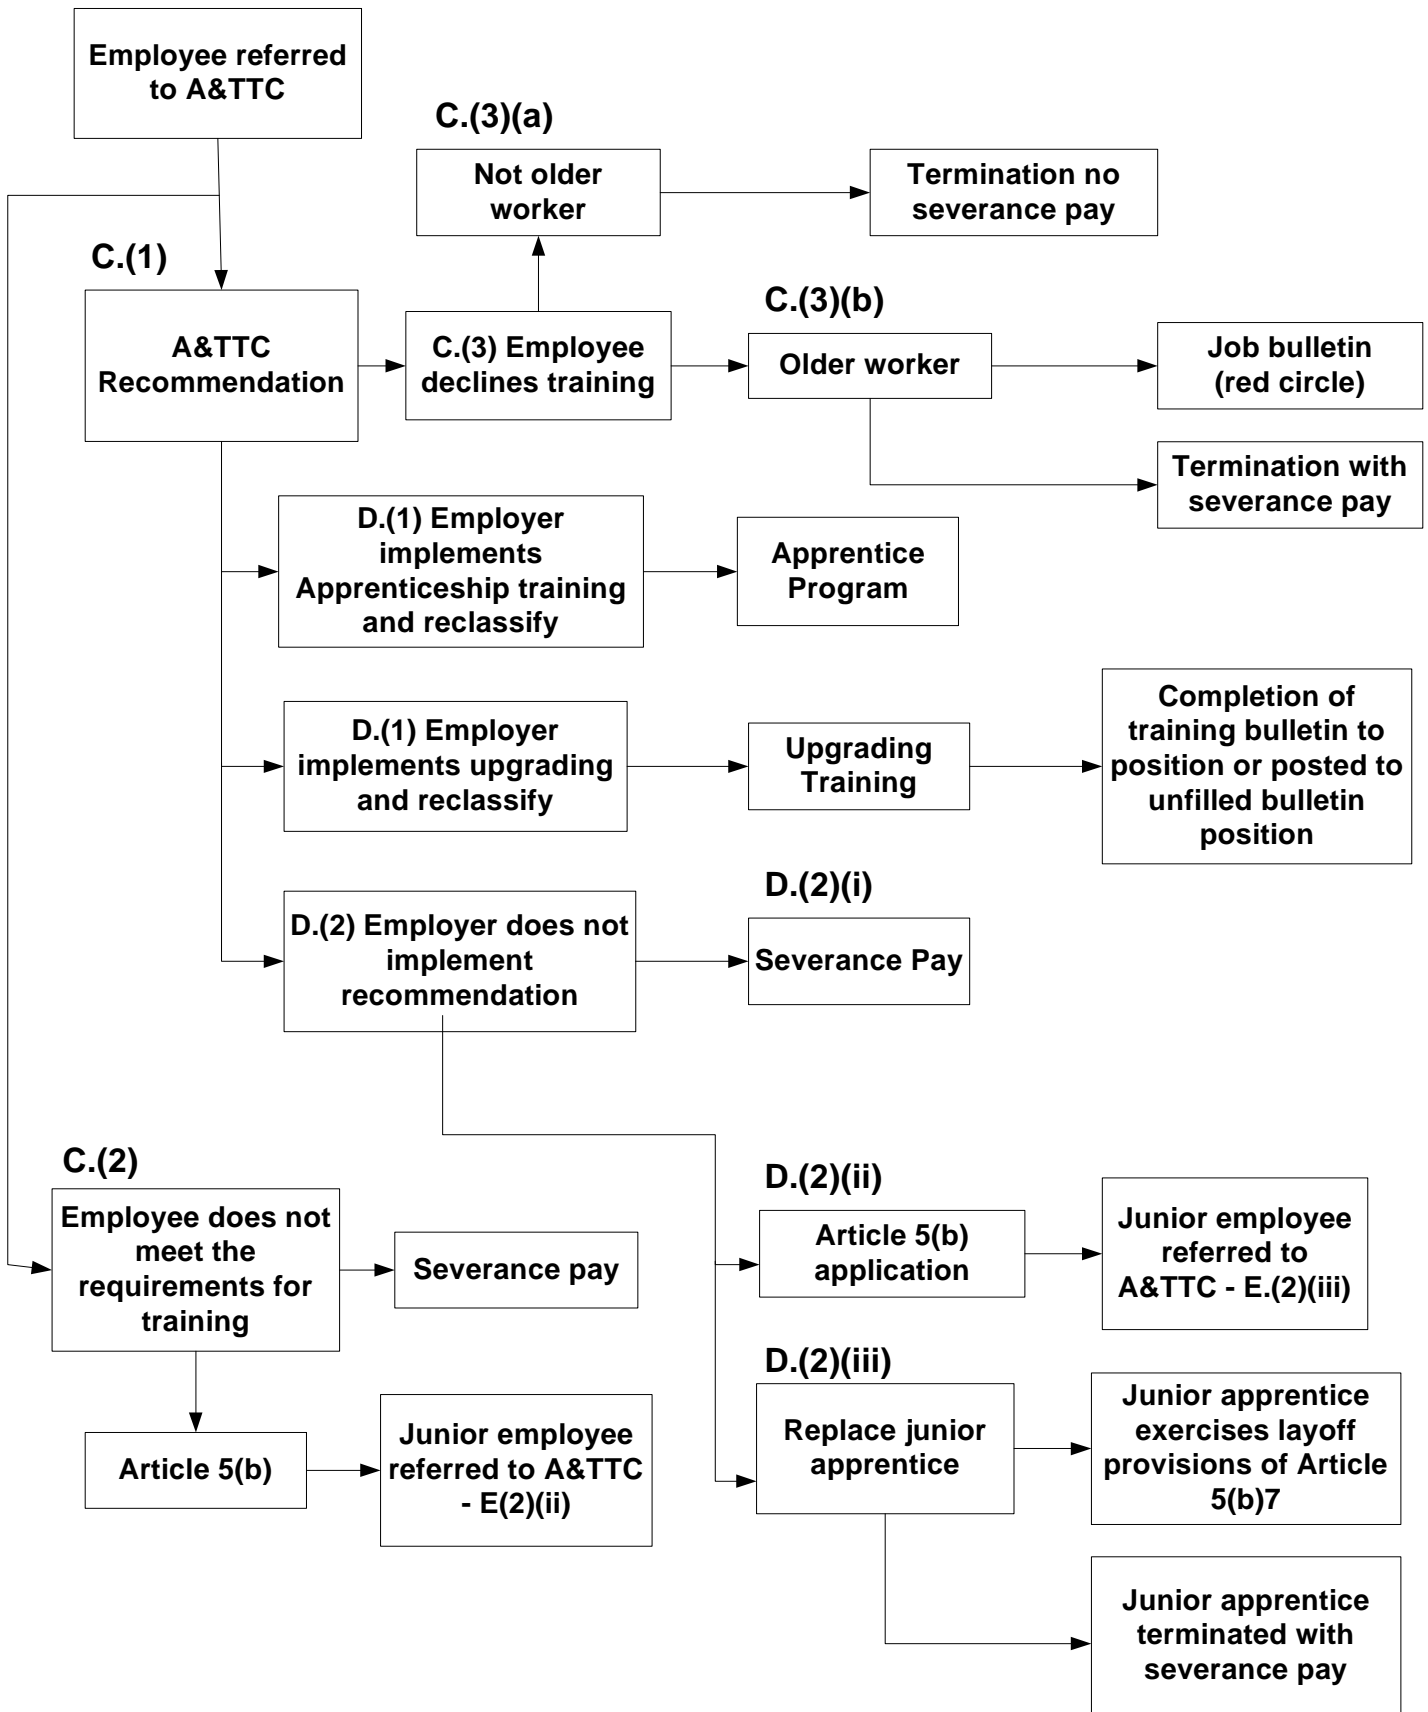 Employee referred
to A&TTC
C.(3)(a)
Not older
worker
Termination no
severance pay
C.(1)
A&TTC
Recommendation
C.(3) Employee
declines training
C.(3)(b)
Older worker
Job bulletin
(red circle)
Termination with
severance pay
D.(1) Employer
implements
Apprenticeship training
and reclassify
Apprentice
Program
D.(1) Employer
implements upgrading
and reclassify
Upgrading
Training
Completion of
training bulletin to
position or posted to
unfilled bulletin
position
D.(2) Employer does not
implement
recommendation
D.(2)(i)
Severance Pay
C.(2)
Employee does not
meet the
requirements for
training
Severance pay
Article 5(b)
Junior employee
referred to A&TTC
- E(2)(ii)
D.(2)(ii)
Article 5(b)
application
Junior employee
referred to
A&TTC - E.(2)(iii)
D.(2)(iii)
Replace junior
apprentice
Junior apprentice
exercises layoff
provisions of Article
5(b)7
Junior apprentice
terminated with
severance pay